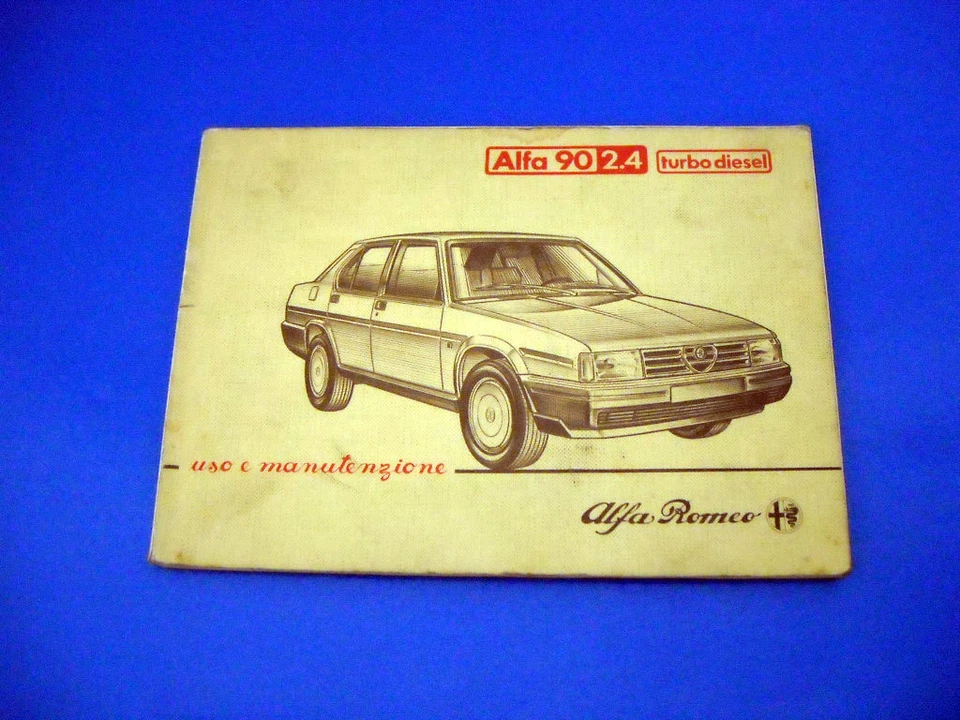 Alfa 90 2.4 turbo diesel
uso e manutenzione
Alfa Romeo